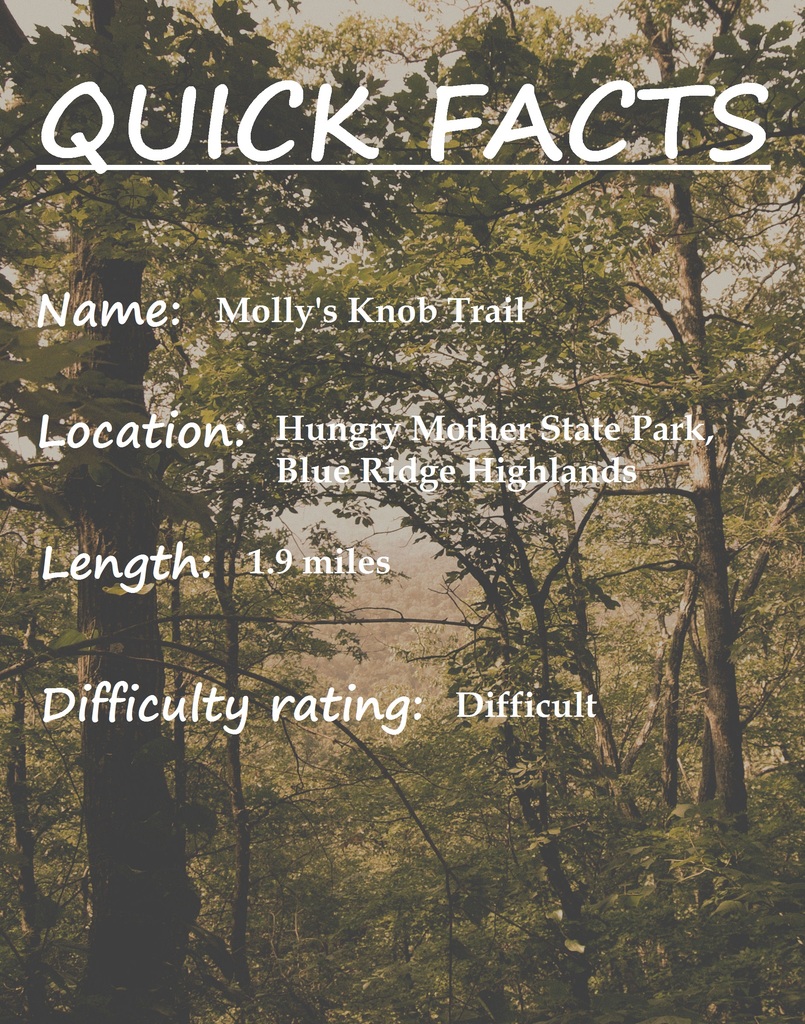 QUICK FACTS
Name: Molly's Knob Trail
Location: Hungry Mother State Park,
Blue Ridge Highlands
Length: 1.9 miles
Difficulty rating: Difficult